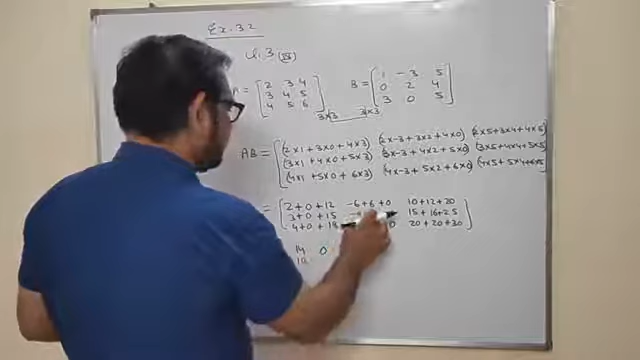 Ex. 3.2
A = [2 3 4 B = [1 -3 5
3 4 5 0 2 4
4 5 6] 3 0 5]
3×3 3×3
AB = [(2×1+3×0+4×3) (2×-3+3×2+4×0) (2×5+3×4+4×5)
(3×1+4×0+5×3) (3×-3+4×2+5×0) (3×5+4×4+5×5)
(4×1+5×0+6×3) (4×-3+5×2+6×0) (4×5+5×4+6×5)]
= [2+0+12 -6+6+0 10+12+20
3+0+15 15+16+25
4+0+18 0 20+20+30]
14 0
18